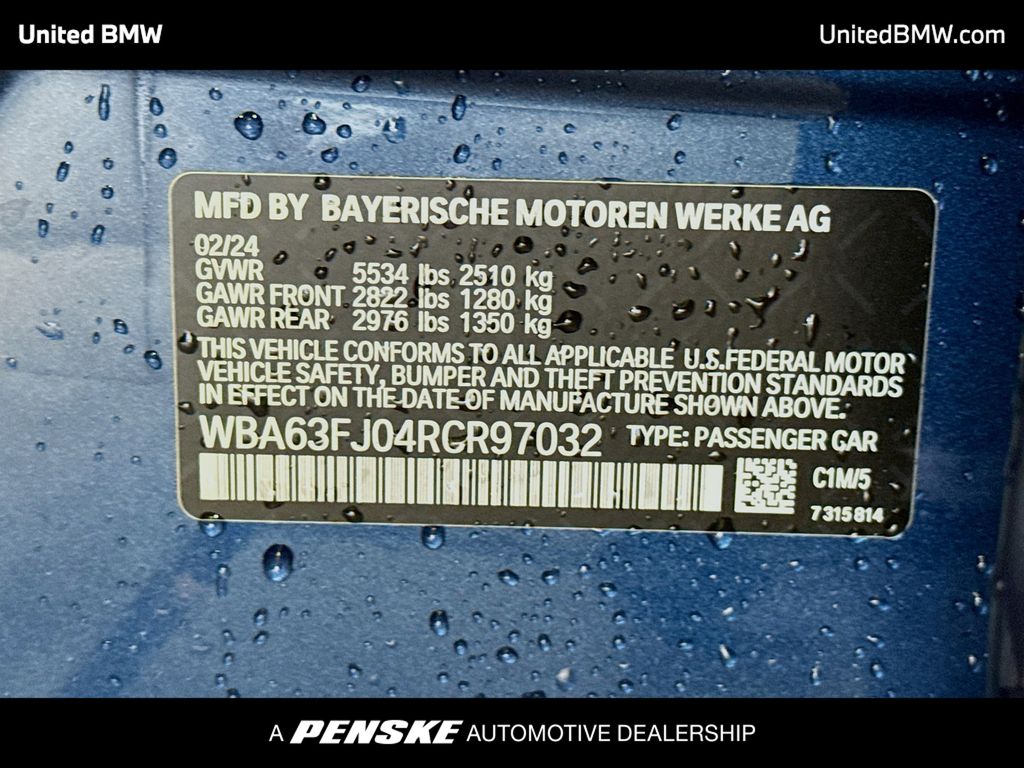 United BMW
UnitedBMW.com
MFD BY BAYERISCHE MOTOREN WERKE AG
02/24
GVWR 5534 lbs 2510 kg
GAWR FRONT 2822 lbs 1280 kg
GAWR REAR 2976 lbs 1350 kg
THIS VEHICLE CONFORMS TO ALL APPLICABLE U.S.FEDERAL MOTOR
VEHICLE SAFETY, BUMPER AND THEFT PREVENTION STANDARDS
IN EFFECT ON THE DATE OF MANUFACTURE SHOWN ABOVE.
WBA63FJ04RCR97032 TYPE: PASSENGER CAR
C1M/5
7 315 814
A PENSKE AUTOMOTIVE DEALERSHIP